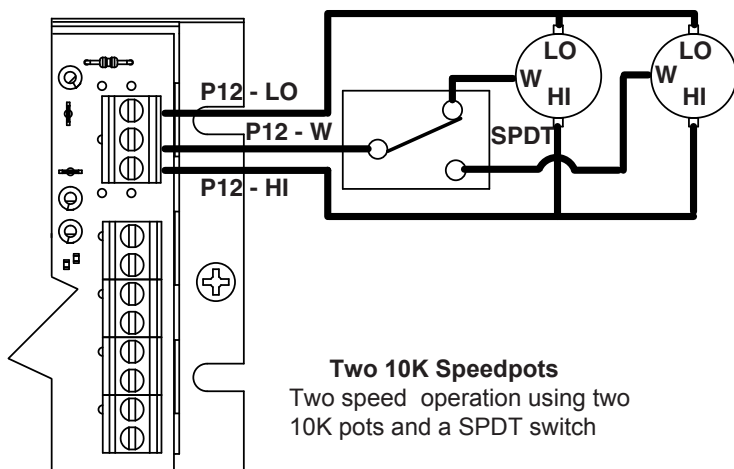 LO
LO
W
W
HI
HI
P12 - LO
P12 - W
SPDT
P12 - HI
Two 10K Speedpots
Two speed  operation using two
10K pots and a SPDT switch